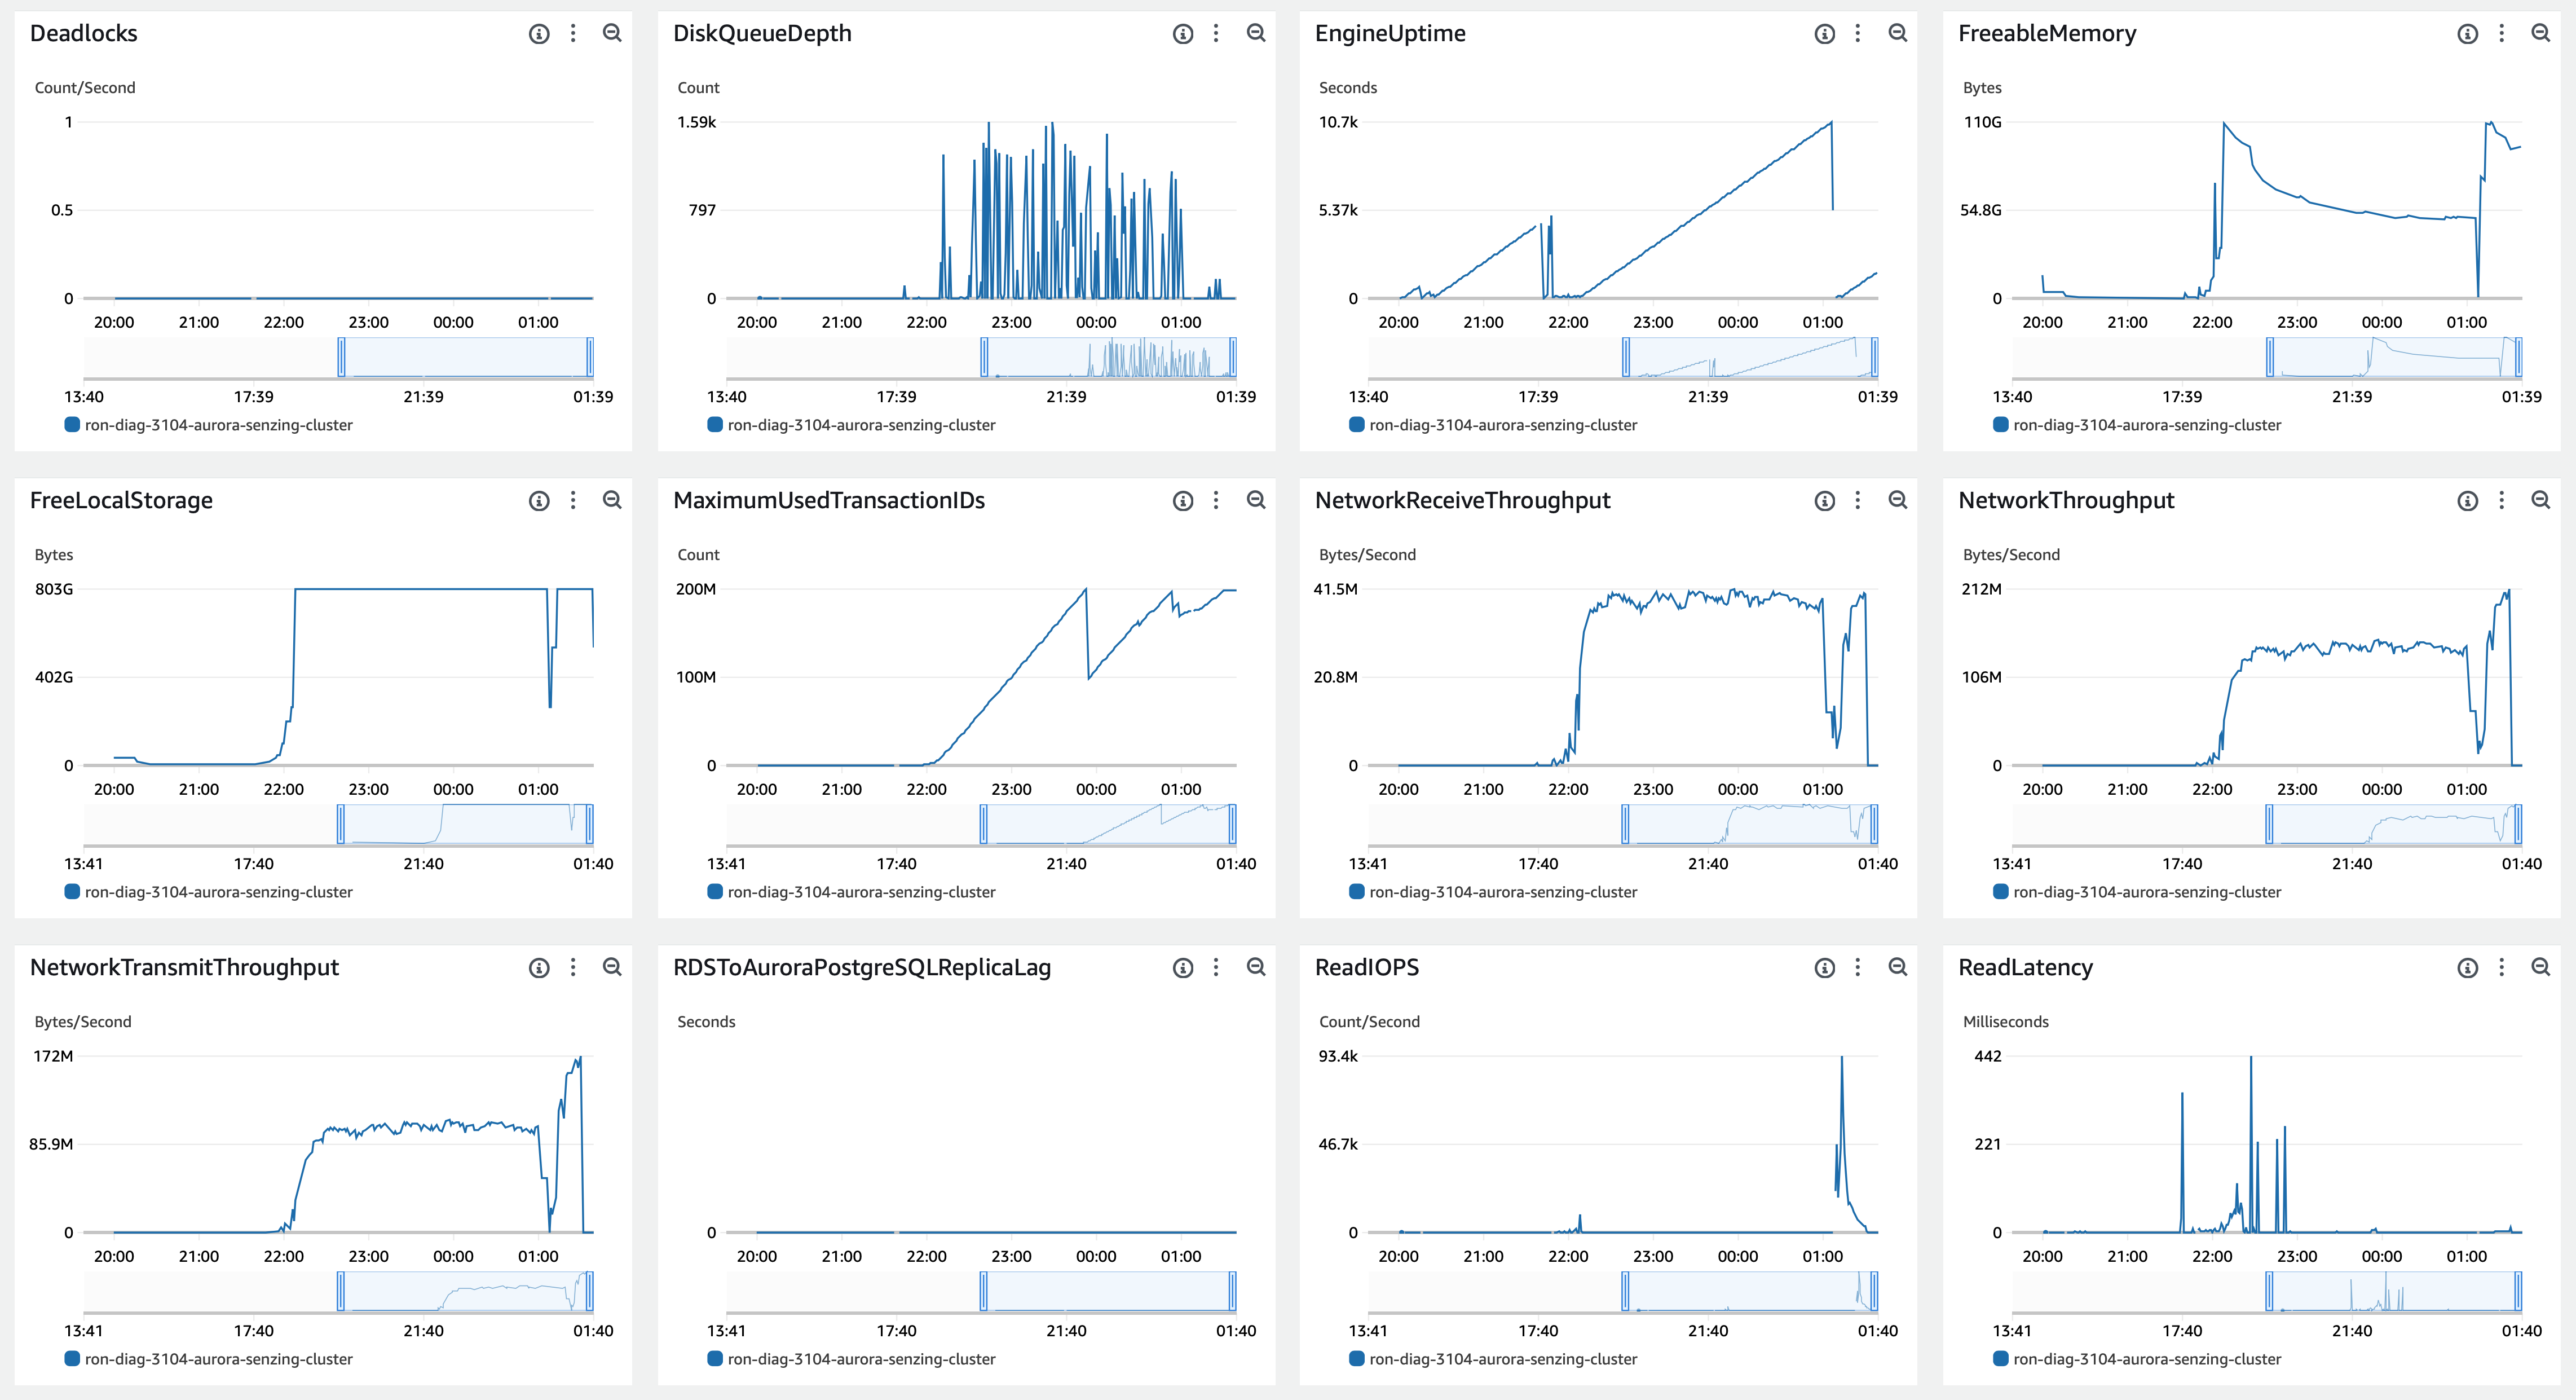 Deadlocks
Count/Second
1
0.5
0
20:00 21:00 22:00 23:00 00:00 01:00
13:40 17:39 21:39 01:39
ron-diag-3104-aurora-senzing-cluster
DiskQueueDepth
Count
1.59k
797
0
20:00 21:00 22:00 23:00 00:00 01:00
13:40 17:39 21:39 01:39
ron-diag-3104-aurora-senzing-cluster
EngineUptime
Seconds
10.7k
5.37k
0
20:00 21:00 22:00 23:00 00:00 01:00
13:40 17:39 21:39 01:39
ron-diag-3104-aurora-senzing-cluster
FreeableMemory
Bytes
110G
54.8G
0
20:00 21:00 22:00 23:00 00:00 01:00
13:40 17:39 21:39 01:39
ron-diag-3104-aurora-senzing-cluster
FreeLocalStorage
Bytes
803G
402G
0
20:00 21:00 22:00 23:00 00:00 01:00
13:41 17:40 21:40 01:40
ron-diag-3104-aurora-senzing-cluster
MaximumUsedTransactionIDs
Count
200M
100M
0
20:00 21:00 22:00 23:00 00:00 01:00
13:41 17:40 21:40 01:40
ron-diag-3104-aurora-senzing-cluster
NetworkReceiveThroughput
Bytes/Second
41.5M
20.8M
0
20:00 21:00 22:00 23:00 00:00 01:00
13:41 17:40 21:40 01:40
ron-diag-3104-aurora-senzing-cluster
NetworkThroughput
Bytes/Second
212M
106M
0
20:00 21:00 22:00 23:00 00:00 01:00
13:41 17:40 21:40 01:40
ron-diag-3104-aurora-senzing-cluster
NetworkTransmitThroughput
Bytes/Second
172M
85.9M
0
20:00 21:00 22:00 23:00 00:00 01:00
13:41 17:40 21:40 01:40
ron-diag-3104-aurora-senzing-cluster
RDSToAuroraPostgreSQLReplicaLag
Seconds
0
20:00 21:00 22:00 23:00 00:00 01:00
13:41 17:40 21:40 01:40
ron-diag-3104-aurora-senzing-cluster
ReadIOPS
Count/Second
93.4k
46.7k
0
20:00 21:00 22:00 23:00 00:00 01:00
13:41 17:40 21:40 01:40
ron-diag-3104-aurora-senzing-cluster
ReadLatency
Milliseconds
442
221
0
20:00 21:00 22:00 23:00 00:00 01:00
13:41 17:40 21:40 01:40
ron-diag-3104-aurora-senzing-cluster